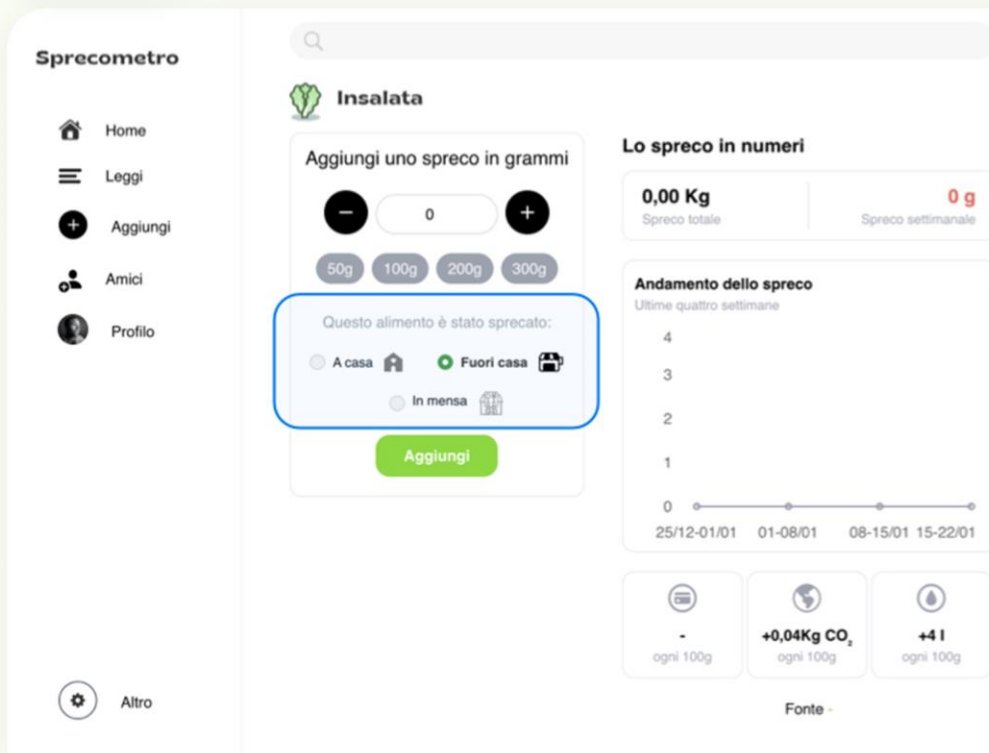 Sprecometro
Home
Leggi
Aggiungi
Amici
Profilo
Altro
Insalata
Aggiungi uno spreco in grammi
− 0 +
50g 100g 200g 300g
Questo alimento è stato sprecato:
A casa Fuori casa
In mensa
Aggiungi
Lo spreco in numeri
0,00 Kg 0 g
Spreco totale Spreco settimanale
Andamento dello spreco
Ultime quattro settimane
4
3
2
1
0
25/12-01/01 01-08/01 08-15/01 15-22/01
- +0,04Kg CO₂ +4 l
ogni 100g ogni 100g ogni 100g
Fonte -